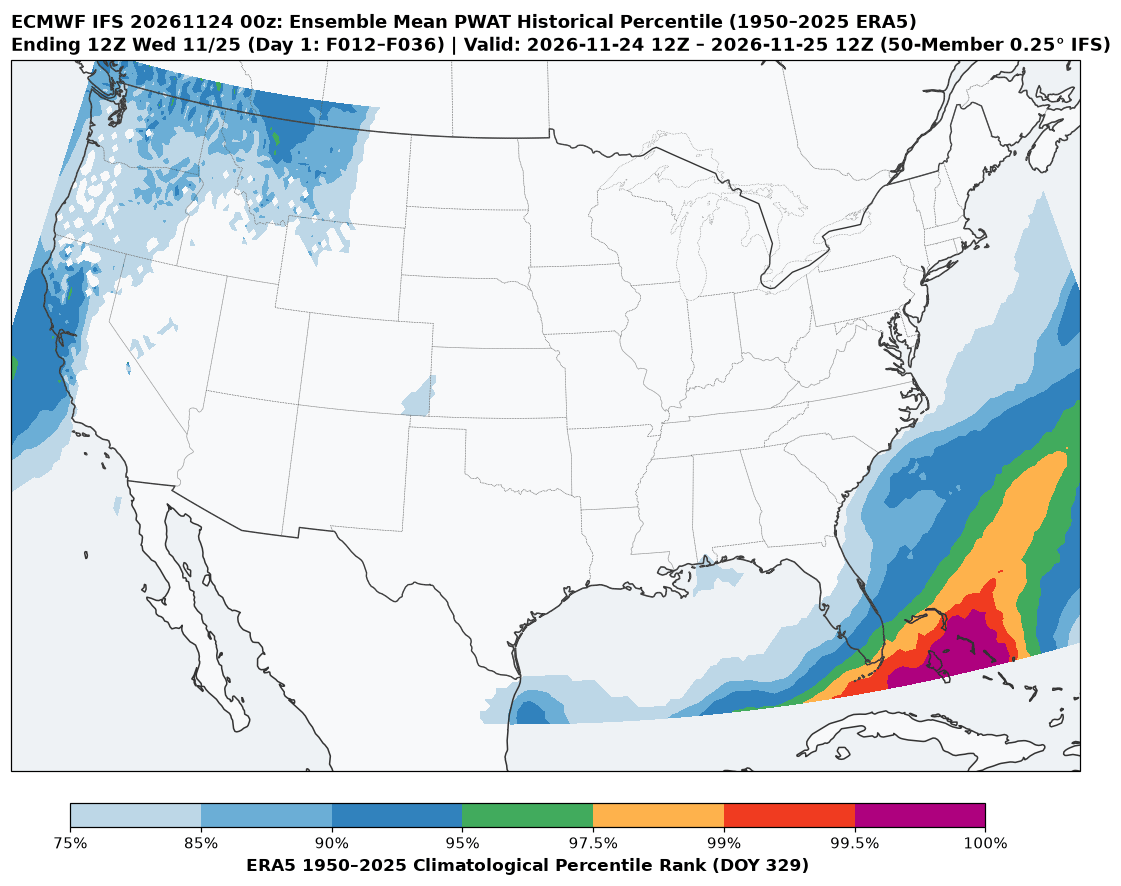 ECMWF IFS 20261124 00z: Ensemble Mean PWAT Historical Percentile (1950–2025 ERA5)
Ending 12Z Wed 11/25 (Day 1: F012–F036) | Valid: 2026-11-24 12Z – 2026-11-25 12Z (50-Member 0.25° IFS)
75% 85% 90% 95% 97.5% 99% 99.5% 100%
ERA5 1950–2025 Climatological Percentile Rank (DOY 329)